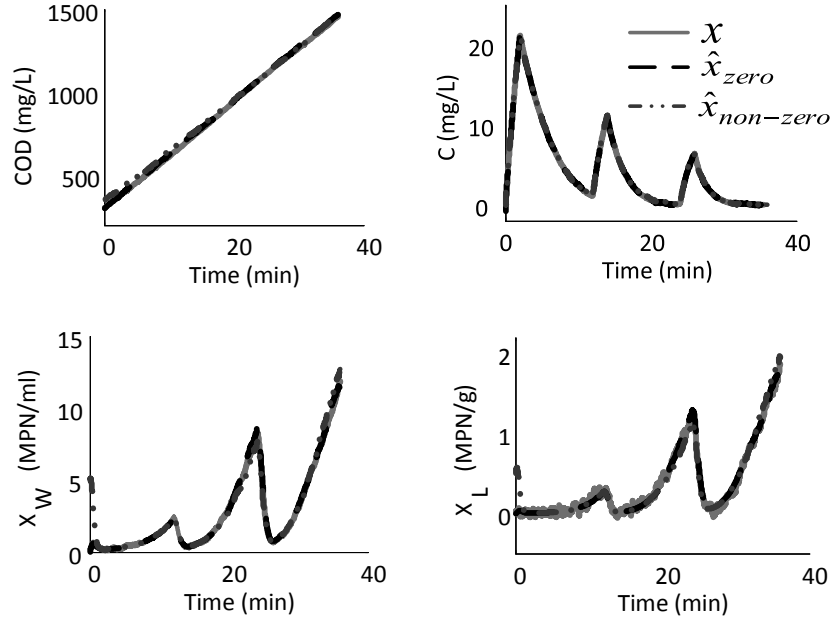 1500
1000
500
COD (mg/L)
0
20
40
Time (min)
20
10
0
C (mg/L)
0
20
40
Time (min)
x
x̂ zero
x̂ non−zero
15
10
5
0
X W (MPN/ml)
0
20
40
Time (min)
2
1
0
X L (MPN/g)
0
20
40
Time (min)